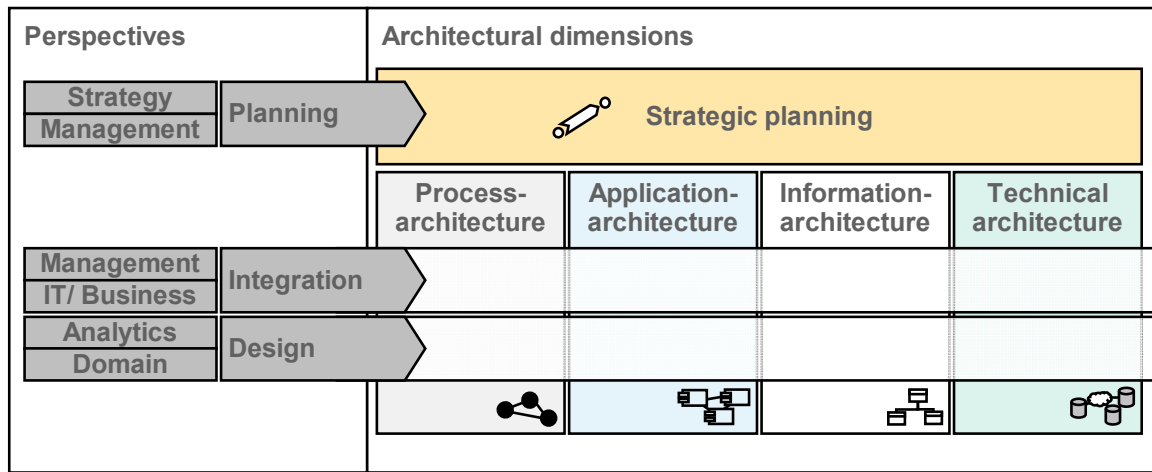 Perspectives
Architectural dimensions
Strategy
Management
Planning
Strategic planning
Process-
architecture
Application-
architecture
Information-
architecture
Technical
architecture
Management
IT/ Business
Integration
Analytics
Domain
Design